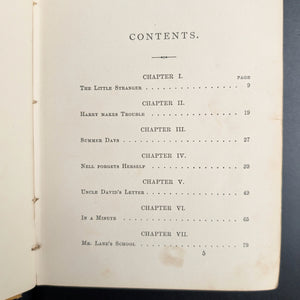 CONTENTS.
CHAPTER I.
PAGE
THE LITTLE STRANGER . . . . . . . . . . . . 9
CHAPTER II.
HARRY MAKES TROUBLE . . . . . . . . . . . . 19
CHAPTER III.
SUMMER DAYS . . . . . . . . . . . . . . . 27
CHAPTER IV.
NELL FORGETS HERSELF . . . . . . . . . . . 39
CHAPTER V.
UNCLE DAVID'S LETTER . . . . . . . . . . . 49
CHAPTER VI.
IN A MINUTE . . . . . . . . . . . . . . . 65
CHAPTER VII.
MR. LANE'S SCHOOL . . . . . . . . . . . . . 79
5